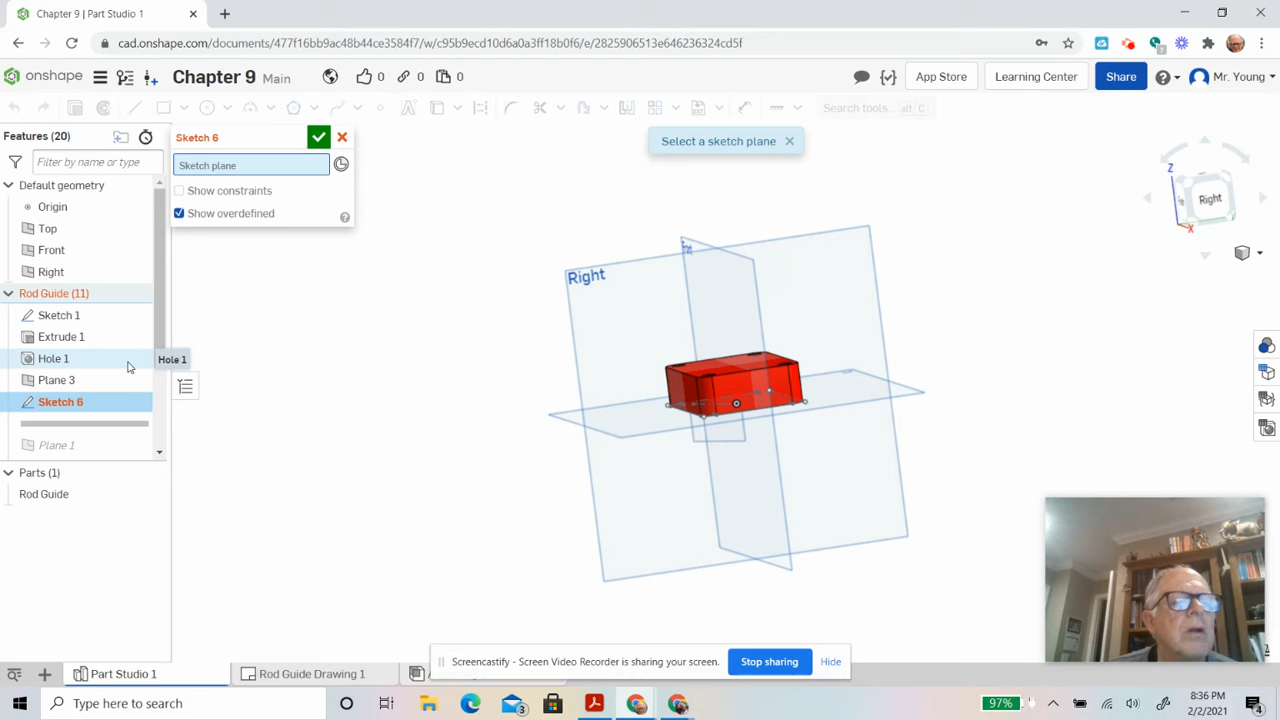 Chapter 9 | Part Studio 1
cad.onshape.com/documents/477f16bb9ac48b44ce3584f7/w/c95b9ecd10d6a0a3ff18b0f6/e/2825906513e646236324cd5f
onshape
Chapter 9 Main
0
0
0
App Store
Learning Center
Share
Mr. Young
Search tools...
alt C
Features (20)
Filter by name or type
Default geometry
Origin
Top
Front
Right
Rod Guide (11)
Sketch 1
Extrude 1
Hole 1
Plane 3
Sketch 6
Plane 1
Parts (1)
Rod Guide
Sketch 6
Sketch plane
Show constraints
Show overdefined
Hole 1
Select a sketch plane
Right
Z
Right
X
Screencastify - Screen Video Recorder is sharing your screen.
Stop sharing
Hide
Part Studio 1
Rod Guide Drawing 1
Type here to search
3
97%
8:36 PM
2/2/2021
4